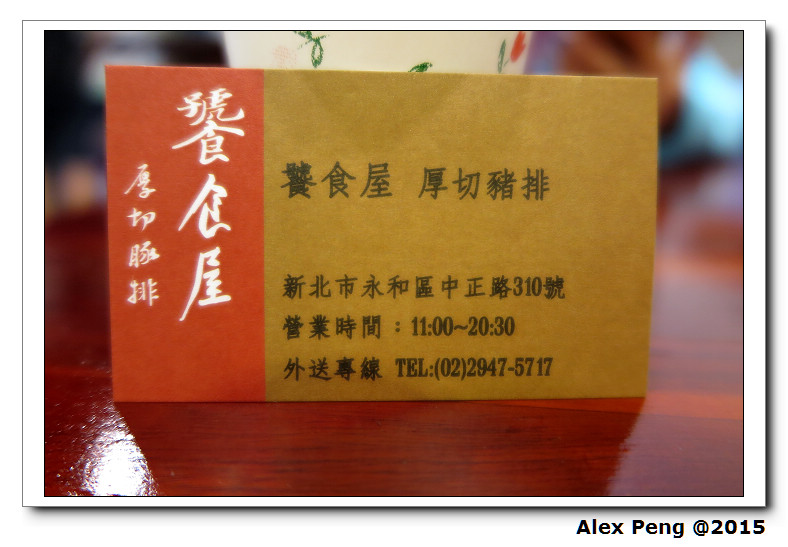 饕食屋
厚切豚排
饕食屋 厚切豬排
新北市永和區中正路310號
營業時間：11:00~20:30
外送專線 TEL:(02)2947-5717
Alex Peng @2015